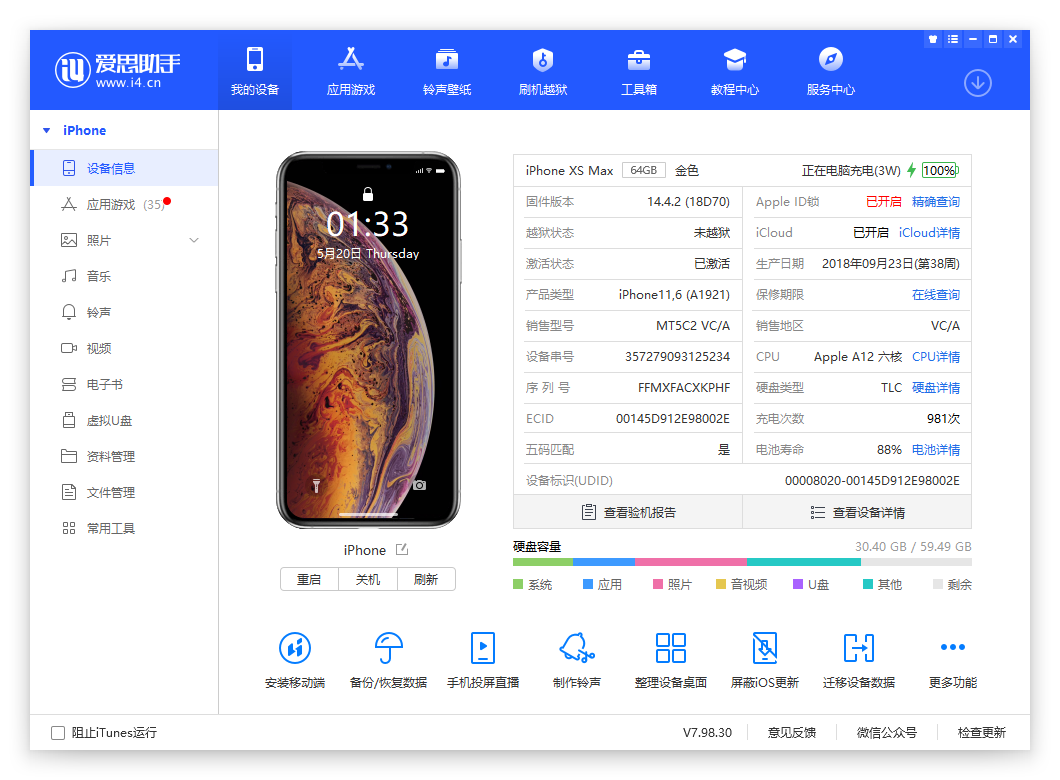 爱思助手
www.i4.cn
我的设备
应用游戏
铃声壁纸
刷机越狱
工具箱
教程中心
服务中心
iPhone
设备信息
应用游戏 (35)
照片
音乐
铃声
视频
电子书
虚拟U盘
资料管理
文件管理
常用工具
01:33
5月20日 Thursday
iPhone
重启 关机 刷新
iPhone XS Max 64GB 金色 正在电脑充电(3W) 100%
固件版本 14.4.2 (18D70) Apple ID锁 已开启 精确查询
越狱状态 未越狱 iCloud 已开启 iCloud详情
激活状态 已激活 生产日期 2018年09月23日(第38周)
产品类型 iPhone11,6 (A1921) 保修期限 在线查询
销售型号 MT5C2 VC/A 销售地区 VC/A
设备串号 357279093125234 CPU Apple A12 六核 CPU详情
序列号 FFMXFACXKPHF 硬盘类型 TLC 硬盘详情
ECID 00145D912E98002E 充电次数 981次
五码匹配 是 电池寿命 88% 电池详情
设备标识(UDID) 00008020-00145D912E98002E
查看验机报告 查看设备详情
硬盘容量 30.40 GB / 59.49 GB
系统 应用 照片 音视频 U盘 其他 剩余
安装移动端 备份/恢复数据 手机投屏直播 制作铃声 整理设备桌面 屏蔽iOS更新 迁移设备数据 更多功能
阻止iTunes运行 V7.98.30 意见反馈 微信公众号 检查更新